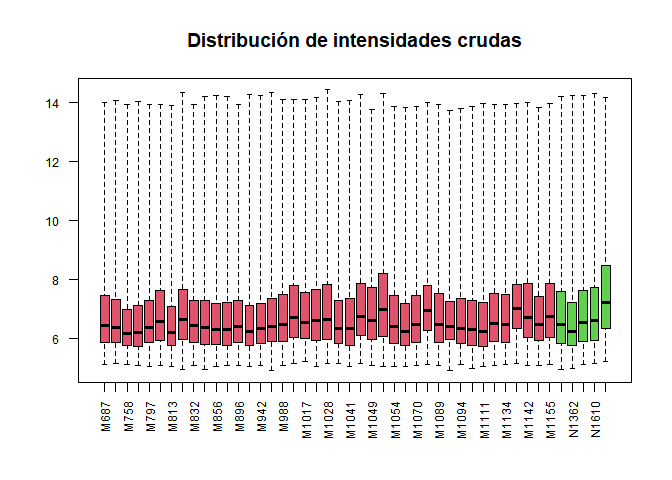 Distribución de intensidades crudas
14
12
10
8
6
M687
M758
M797
M813
M832
M856
M896
M942
M988
M1017
M1028
M1041
M1049
M1054
M1070
M1089
M1094
M1111
M1134
M1142
M1155
N1362
N1610